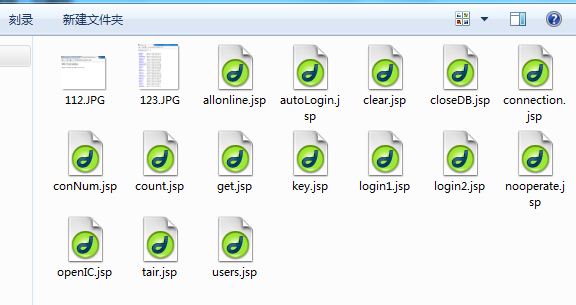 刻录 新建文件夹
112.JPG 123.JPG allonline.jsp autoLogin.j clear.jsp closeDB.jsp connection.
sp jsp
conNum.jsp count.jsp get.jsp key.jsp login1.jsp login2.jsp nooperate.j
sp
openIC.jsp tair.jsp users.jsp